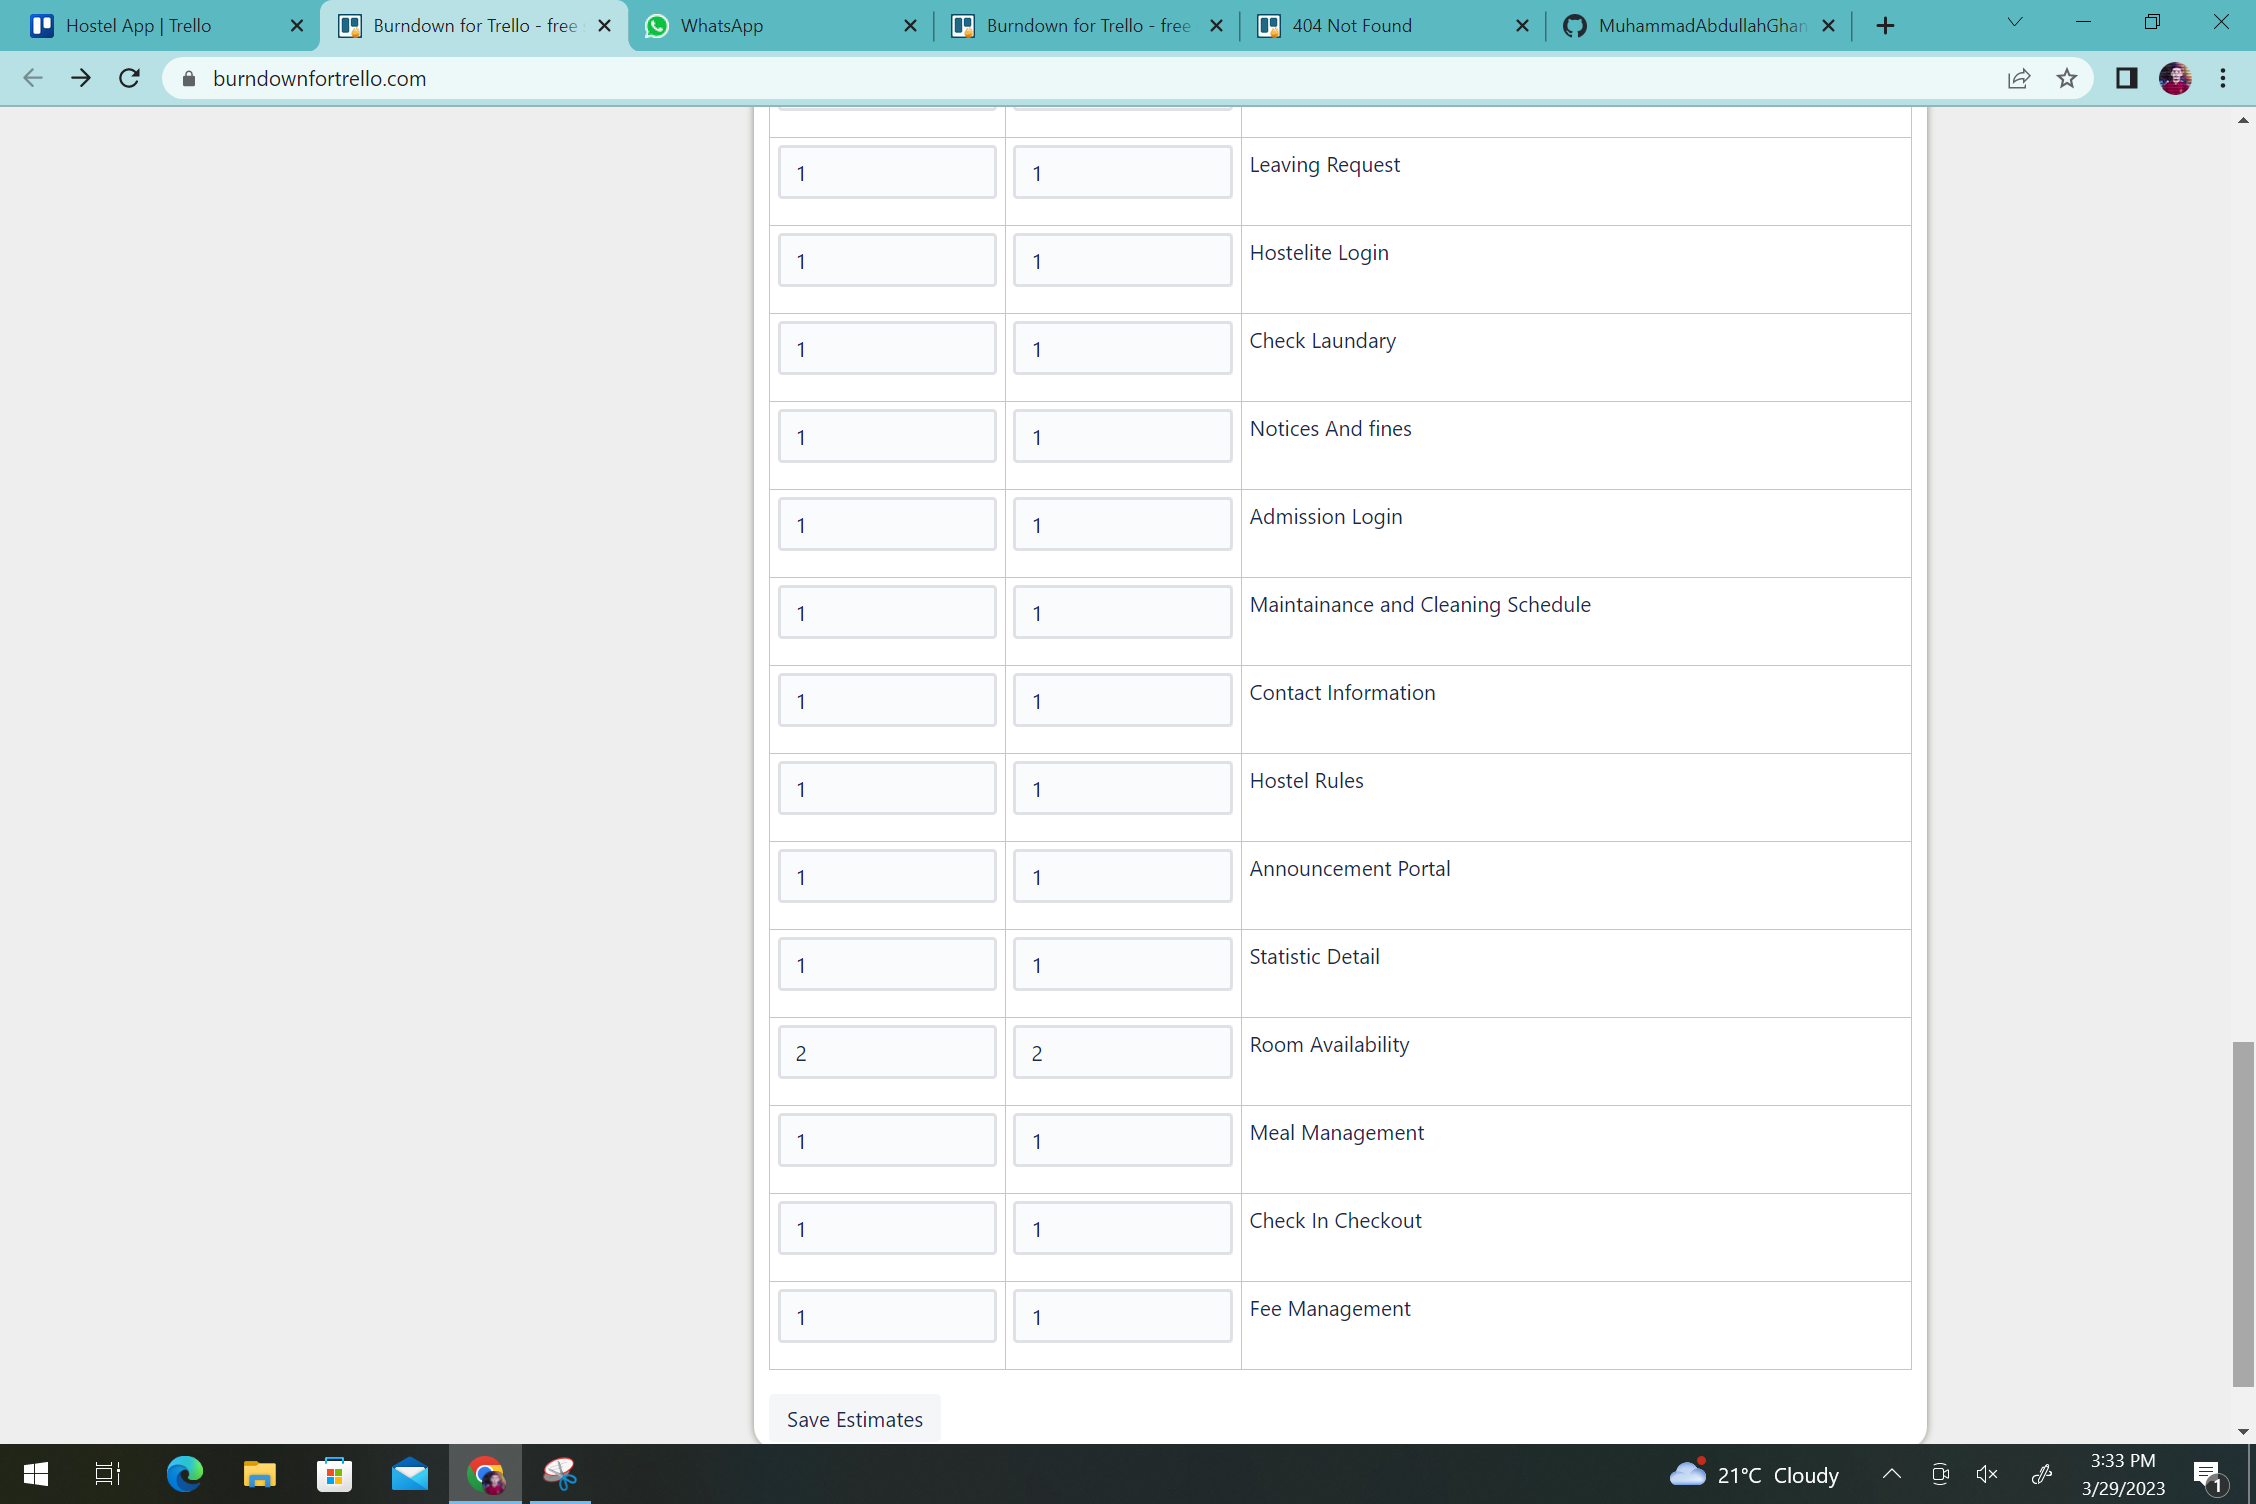 Hostel App | Trello
Burndown for Trello - free
WhatsApp
Burndown for Trello - free
404 Not Found
MuhammadAbdullahGhan
burndownfortrello.com
1 1 Leaving Request
1 1 Hostelite Login
1 1 Check Laundary
1 1 Notices And fines
1 1 Admission Login
1 1 Maintainance and Cleaning Schedule
1 1 Contact Information
1 1 Hostel Rules
1 1 Announcement Portal
1 1 Statistic Detail
2 2 Room Availability
1 1 Meal Management
1 1 Check In Checkout
1 1 Fee Management
Save Estimates
21°C Cloudy
3:33 PM
3/29/2023
1